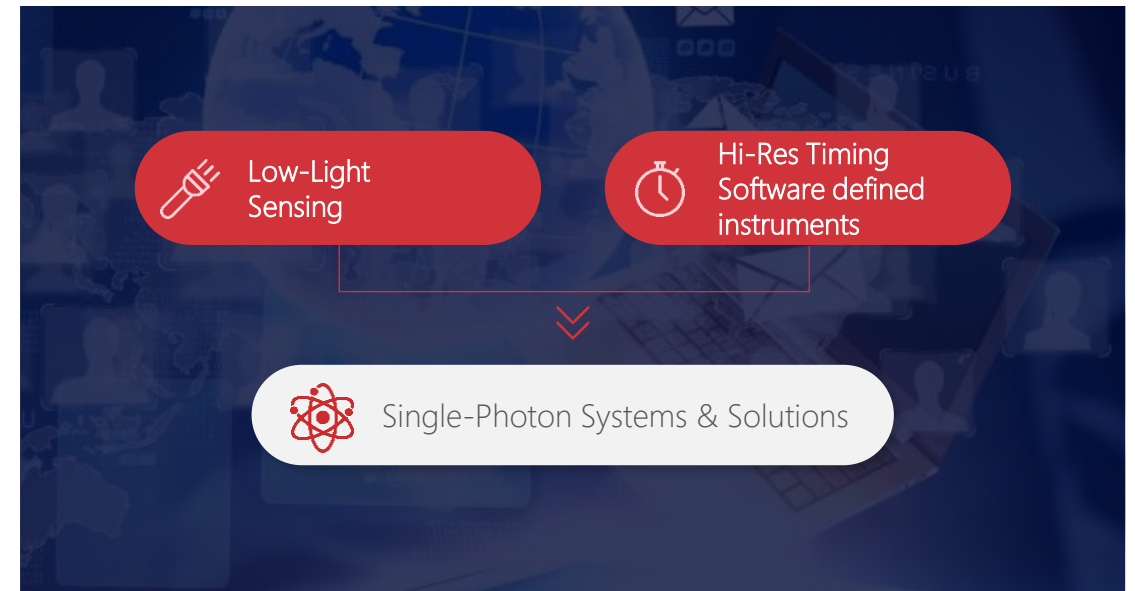 Low-Light
Sensing
Hi-Res Timing
Software defined
instruments
Single-Photon Systems & Solutions